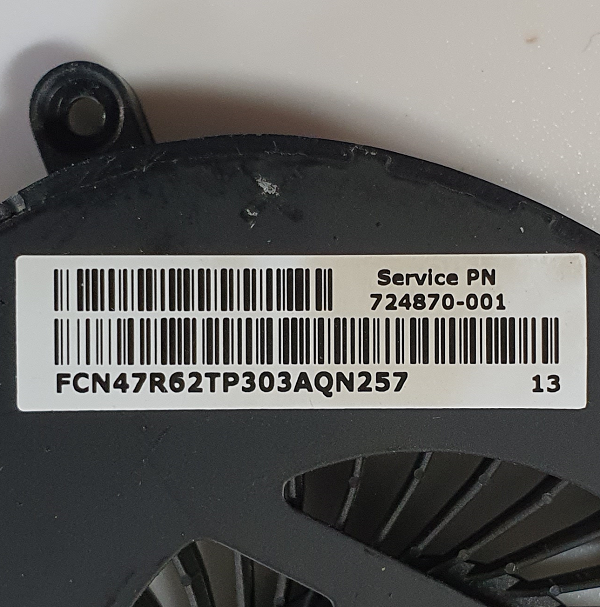 Service PN
724870-001
FCN47R62TP303AQN257 13